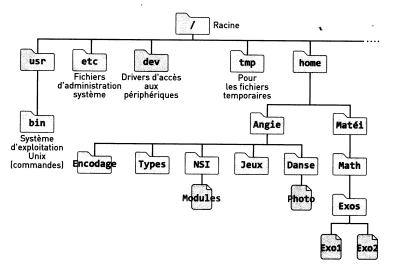 / Racine
usr etc dev tmp home
Fichiers d'administration système
Drivers d'accès aux périphériques
Pour les fichiers temporaires
bin
Système d'exploitation Unix (commandes)
Angie Matéi
Encodage Types NSI Jeux Danse Math
Modules Photo Exos
Exo1 Exo2